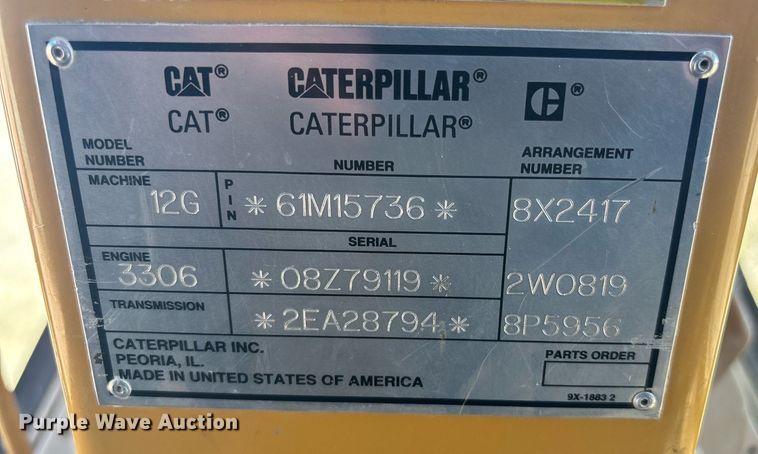 CAT® CATERPILLAR® C®
CAT® CATERPILLAR®
MODEL NUMBER NUMBER ARRANGEMENT NUMBER
MACHINE 12G PIN *61M15736* 8X2417
SERIAL
ENGINE 3306 *08Z79119* 2W0819
TRANSMISSION *2EA28794* 8P5956
CATERPILLAR INC.
PEORIA, IL.
MADE IN UNITED STATES OF AMERICA
PARTS ORDER
9X-1883 2
Purple Wave Auction